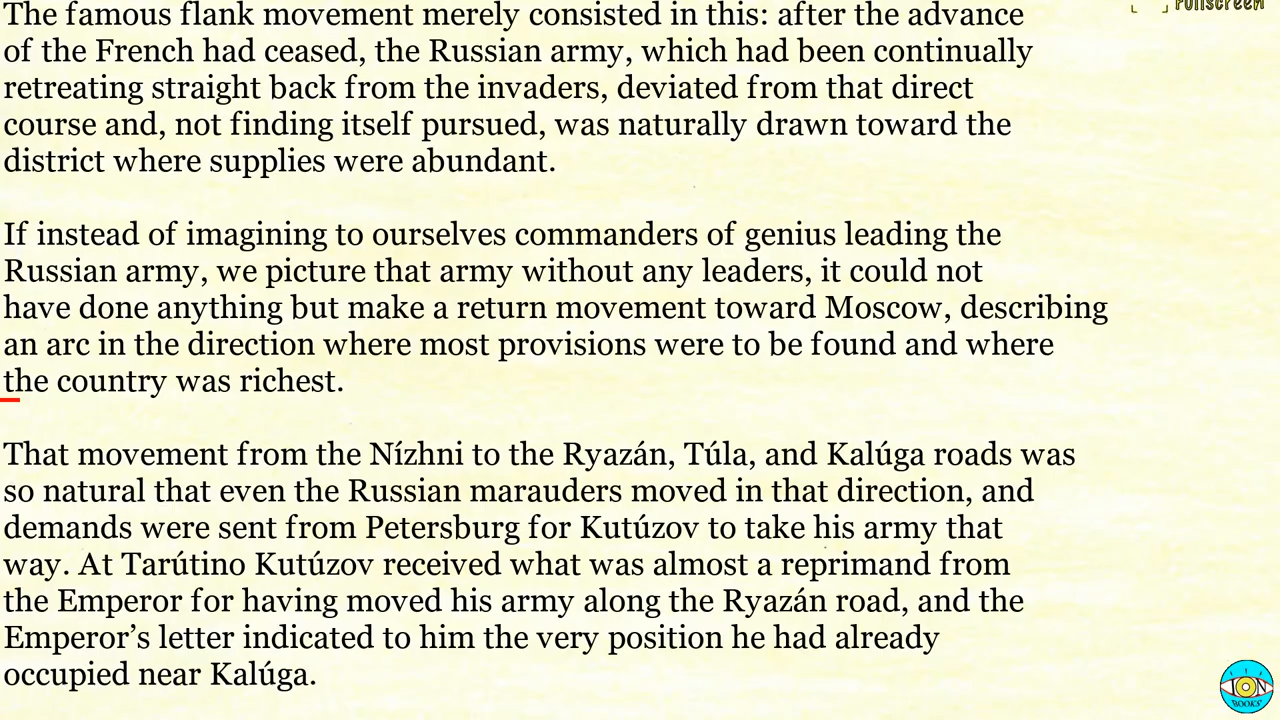 Fullscreen
The famous flank movement merely consisted in this: after the advance
of the French had ceased, the Russian army, which had been continually
retreating straight back from the invaders, deviated from that direct
course and, not finding itself pursued, was naturally drawn toward the
district where supplies were abundant.
If instead of imagining to ourselves commanders of genius leading the
Russian army, we picture that army without any leaders, it could not
have done anything but make a return movement toward Moscow, describing
an arc in the direction where most provisions were to be found and where
the country was richest.
That movement from the Nízhni to the Ryazán, Túla, and Kalúga roads was
so natural that even the Russian marauders moved in that direction, and
demands were sent from Petersburg for Kutúzov to take his army that
way. At Tarútino Kutúzov received what was almost a reprimand from
the Emperor for having moved his army along the Ryazán road, and the
Emperor’s letter indicated to him the very position he had already
occupied near Kalúga.
ION
BOOKS